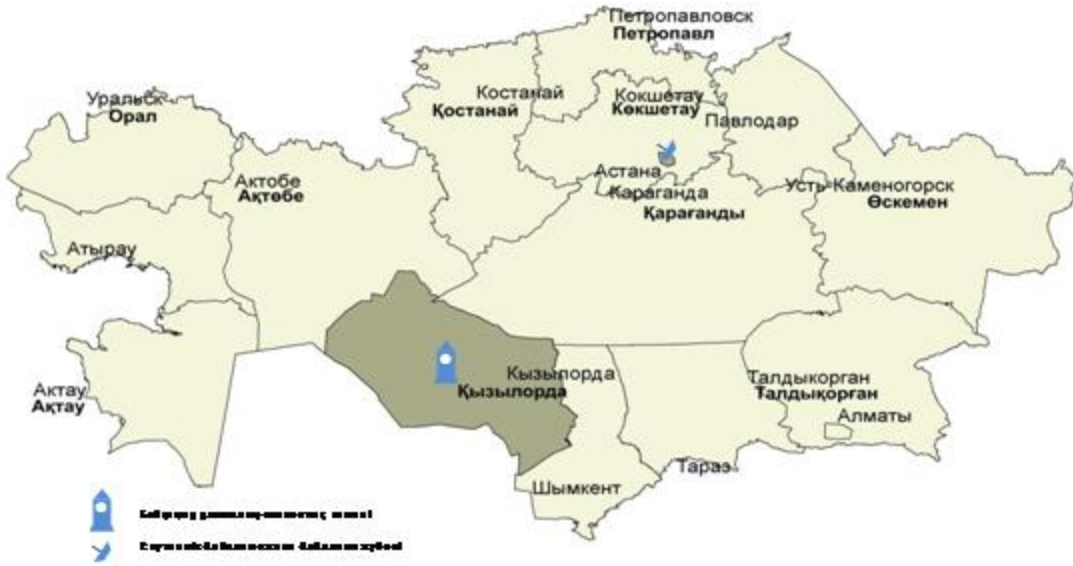 Петропавловск
Петропавл
Костанай
Қостанай
Кокшетау
Көкшетау
Павлодар
Уральск
Орал
Астана
Караганда
Қарағанды
Усть-Каменогорск
Өскемен
Актобе
Ақтөбе
Атырау
Актау
Ақтау
Кызылорда
Қызылорда
Талдыкорган
Талдықорған
Алматы
Тараз
Шымкент